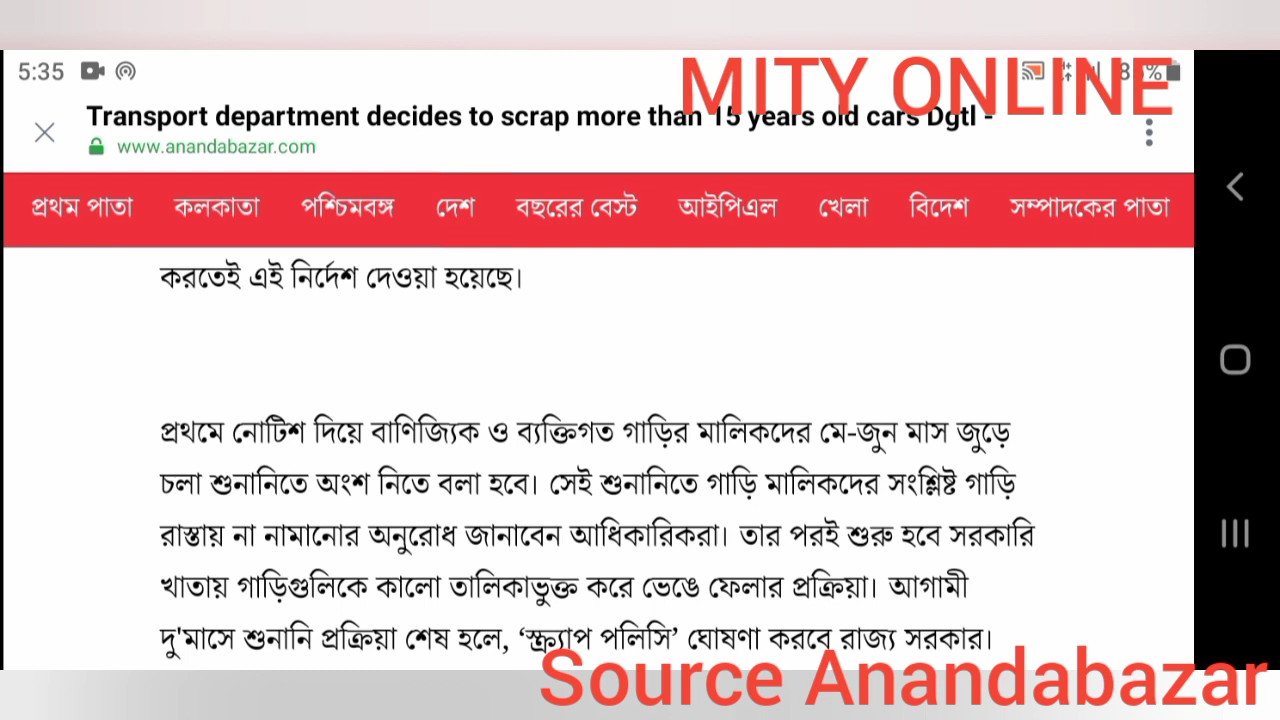 5:35
MITY ONLINE
Transport department decides to scrap more than 15 years old cars Dgtl -
www.anandabazar.com
প্রথম পাতা কলকাতা পশ্চিমবঙ্গ দেশ বছরের বেস্ট আইপিএল খেলা বিদেশ সম্পাদকের পাতা
করতেই এই নির্দেশ দেওয়া হয়েছে।
প্রথমে নোটিশ দিয়ে বাণিজ্যিক ও ব্যক্তিগত গাড়ির মালিকদের মে-জুন মাস জুড়ে
চলা শুনানিতে অংশ নিতে বলা হবে। সেই শুনানিতে গাড়ি মালিকদের সংশ্লিষ্ট গাড়ি
রাস্তায় না নামানোর অনুরোধ জানাবেন আধিকারিকরা। তার পরই শুরু হবে সরকারি
খাতায় গাড়িগুলিকে কালো তালিকাভুক্ত করে ভেঙে ফেলার প্রক্রিয়া। আগামী
দু'মাসে শুনানি প্রক্রিয়া শেষ হলে, ‘স্ক্র্যাপ পলিসি’ ঘোষণা করবে রাজ্য সরকার।
Source Anandabazar